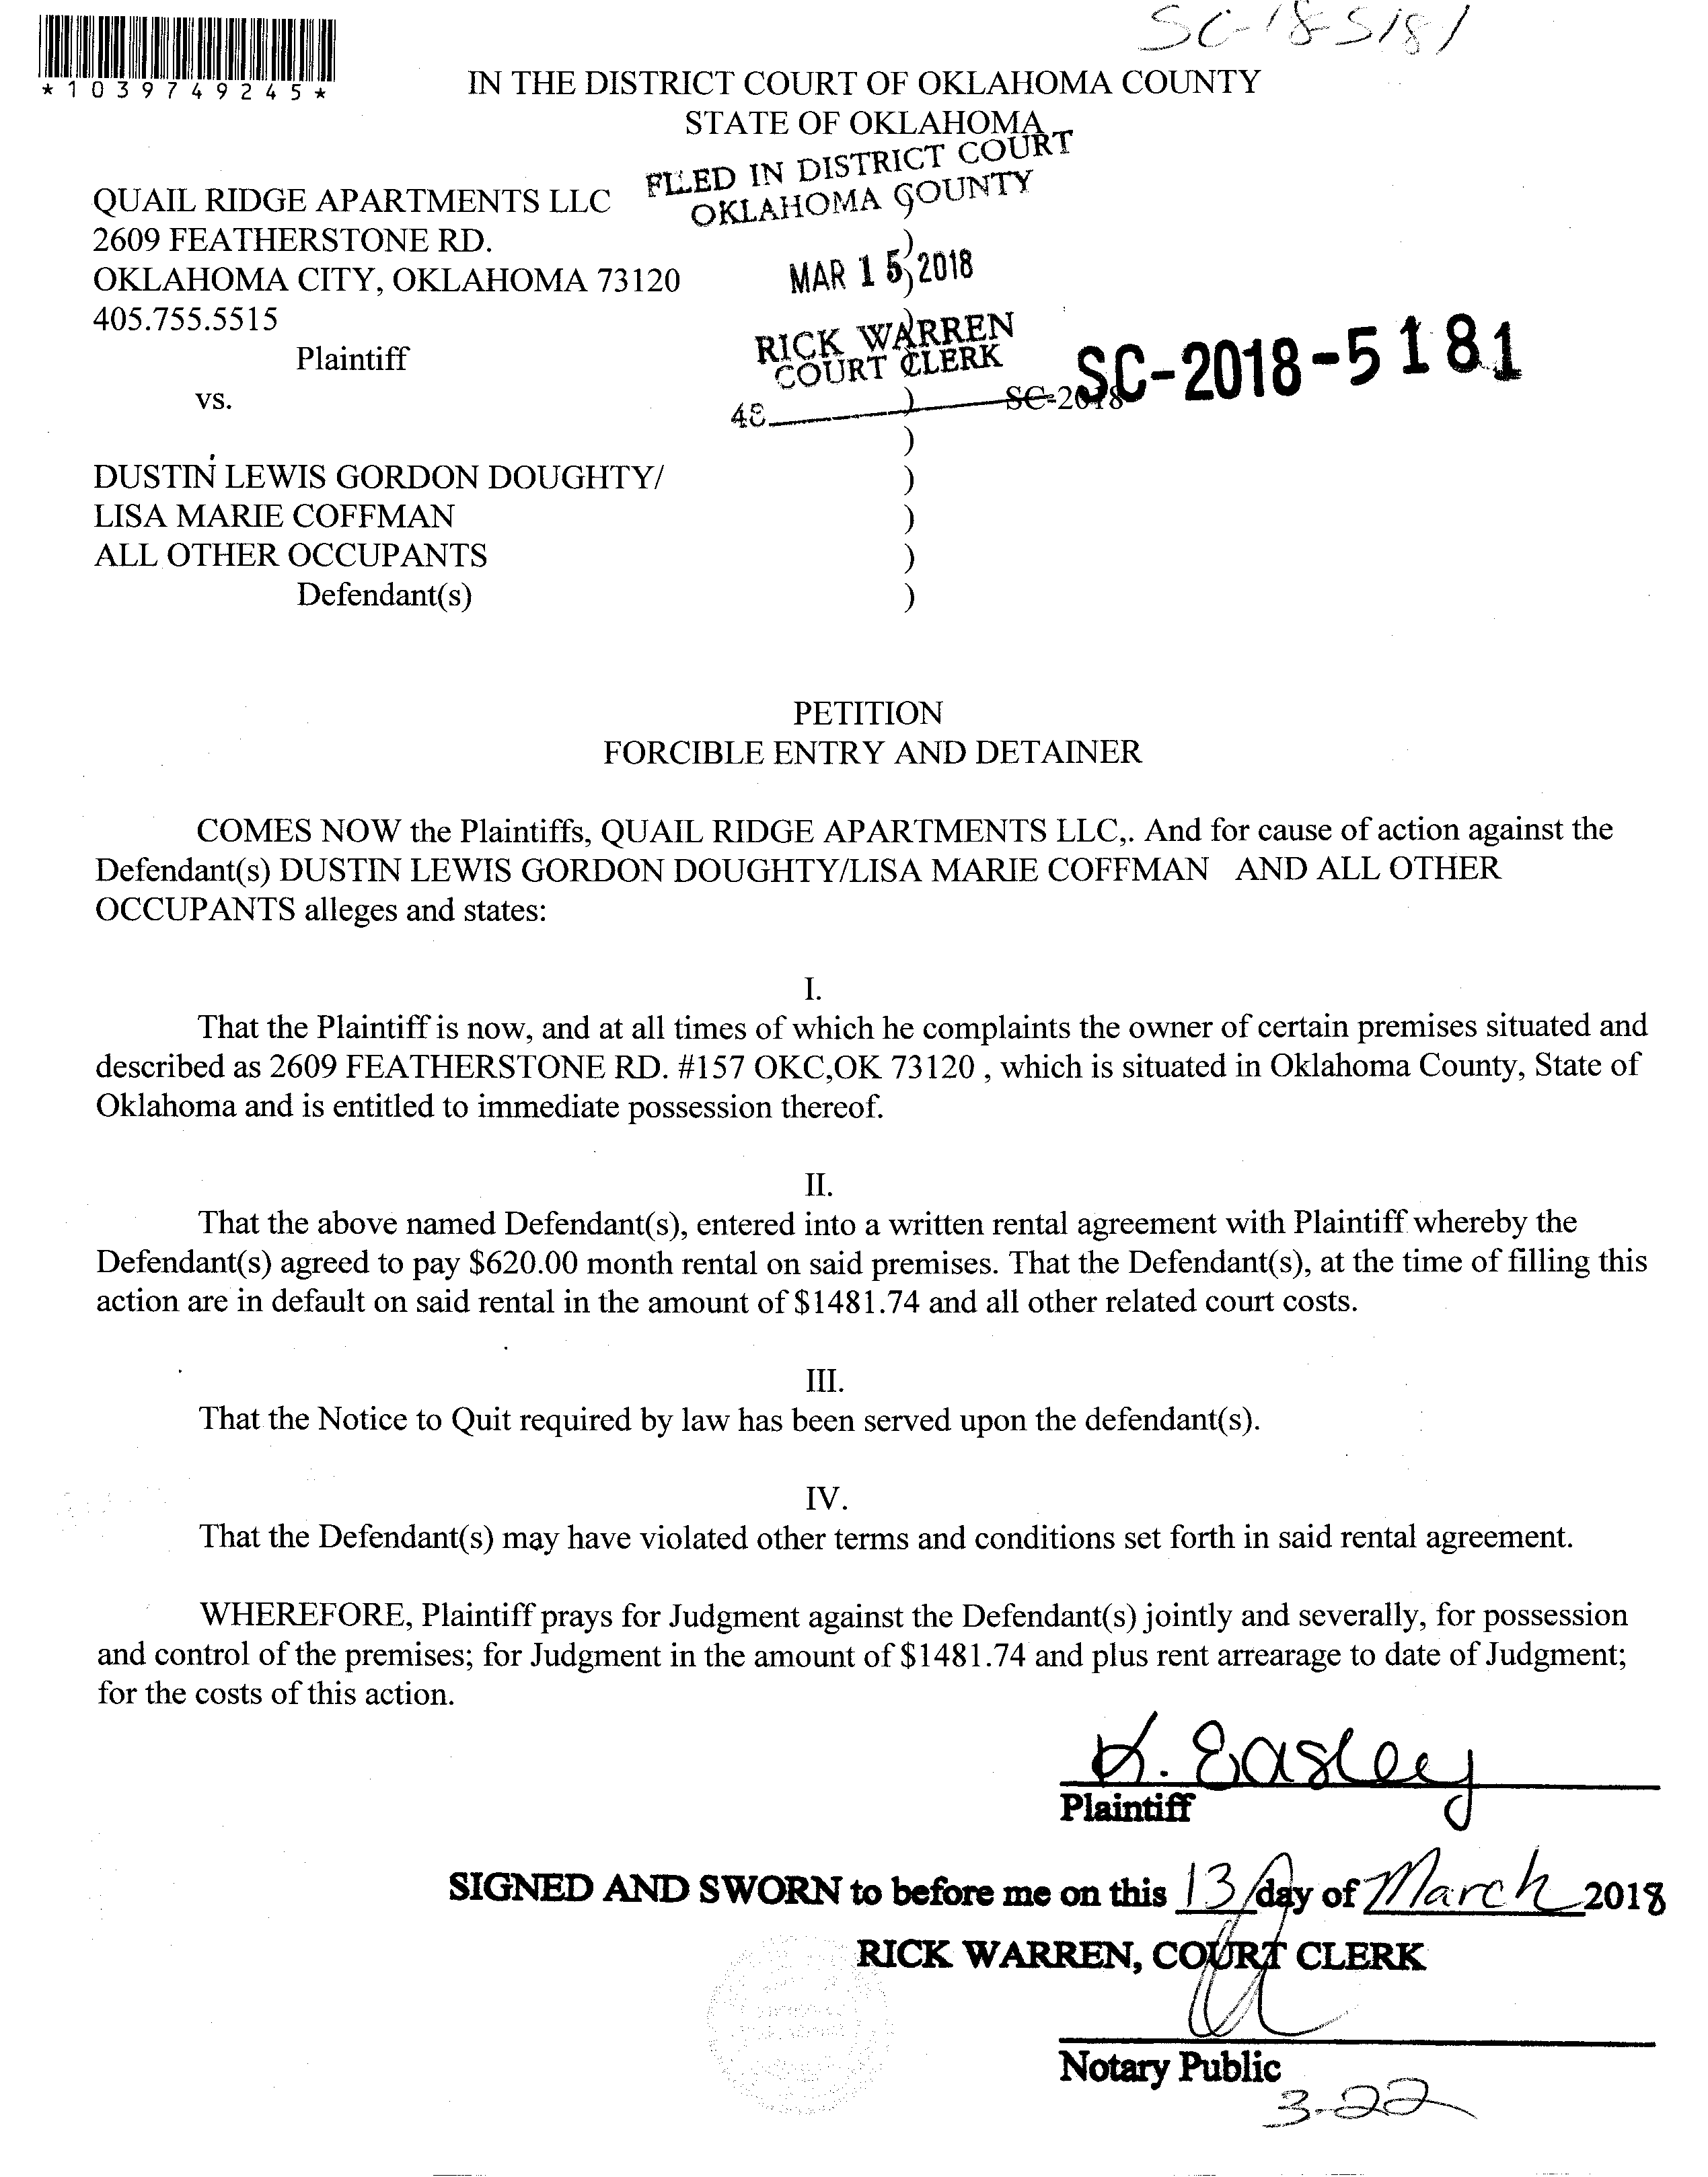 SC-18-5181
*1039749245*
IN THE DISTRICT COURT OF OKLAHOMA COUNTY
STATE OF OKLAHOMA
FILED IN DISTRICT COURT
OKLAHOMA COUNTY
QUAIL RIDGE APARTMENTS LLC
2609 FEATHERSTONE RD.
)
OKLAHOMA CITY, OKLAHOMA 73120
MAR 15 2018
)
405.755.5515
)
RICK WARREN
COURT CLERK
Plaintiff
)
SC-2018-5181
vs.
48
)
SC-2018
)
DUSTIN LEWIS GORDON DOUGHTY/
)
LISA MARIE COFFMAN
)
ALL OTHER OCCUPANTS
)
Defendant(s)
)
PETITION
FORCIBLE ENTRY AND DETAINER
COMES NOW the Plaintiffs, QUAIL RIDGE APARTMENTS LLC,. And for cause of action against the
Defendant(s) DUSTIN LEWIS GORDON DOUGHTY/LISA MARIE COFFMAN AND ALL OTHER
OCCUPANTS alleges and states:
I.
That the Plaintiff is now, and at all times of which he complaints the owner of certain premises situated and
described as 2609 FEATHERSTONE RD. #157 OKC,OK 73120 , which is situated in Oklahoma County, State of
Oklahoma and is entitled to immediate possession thereof.
II.
That the above named Defendant(s), entered into a written rental agreement with Plaintiff whereby the
Defendant(s) agreed to pay $620.00 month rental on said premises. That the Defendant(s), at the time of filling this
action are in default on said rental in the amount of $1481.74 and all other related court costs.
III.
That the Notice to Quit required by law has been served upon the defendant(s).
IV.
That the Defendant(s) may have violated other terms and conditions set forth in said rental agreement.
WHEREFORE, Plaintiff prays for Judgment against the Defendant(s) jointly and severally, for possession
and control of the premises; for Judgment in the amount of $1481.74 and plus rent arrearage to date of Judgment;
for the costs of this action.
K. Easley
Plaintiff
SIGNED AND SWORN to before me on this 13 day of March 2018
RICK WARREN, COURT CLERK
Notary Public
3-22